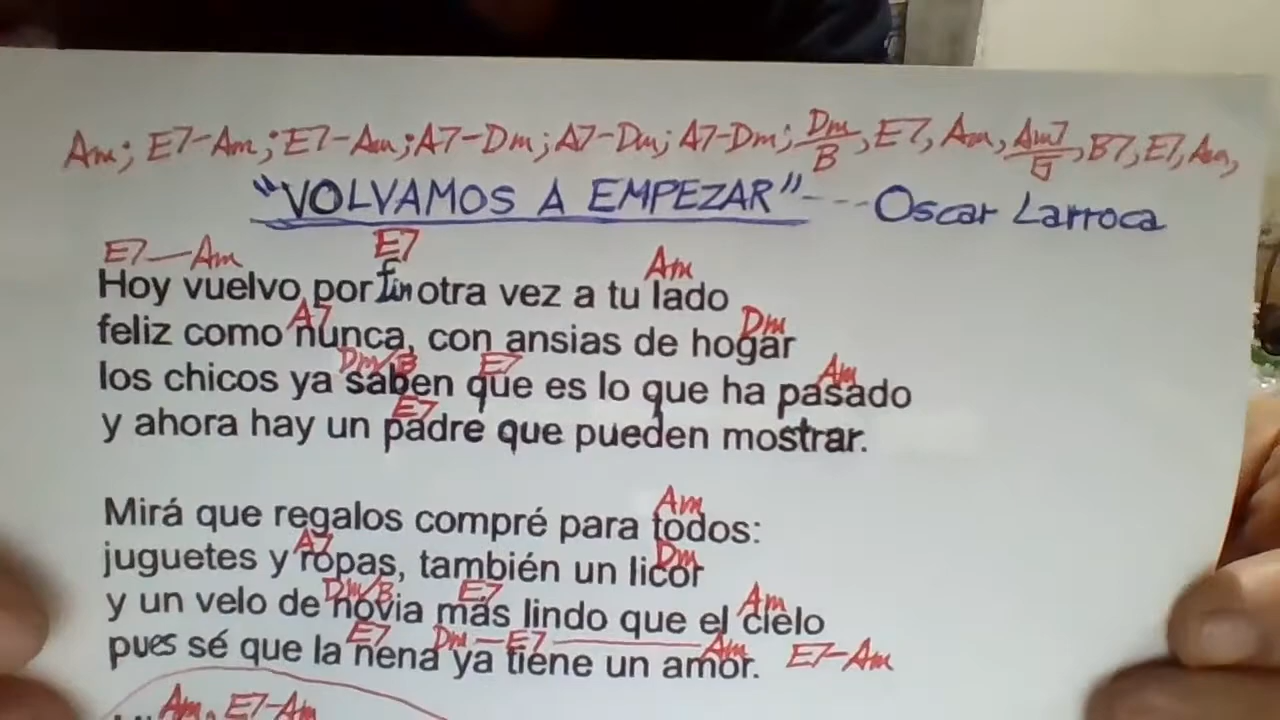 Am; E7-Am; E7-Am; A7-Dm; A7-Dm; A7-Dm; Dm/B, E7, Am, Am7/G, B7, E7, Am,
"VOLVAMOS A EMPEZAR"---Oscar Larroca
E7—Am E7 Am
Hoy vuelvo por fin otra vez a tu lado
A7 Dm
feliz como nunca, con ansias de hogar
Dm/B E7 Am
los chicos ya saben que es lo que ha pasado
E7
y ahora hay un padre que pueden mostrar.
Am
Mirá que regalos compré para todos:
A7 Dm
juguetes y ropas, también un licor
Dm/B E7 Am
y un velo de novia más lindo que el cielo
E7 Dm—E7 Am E7-Am
pues sé que la nena ya tiene un amor.
Am, E7-Am